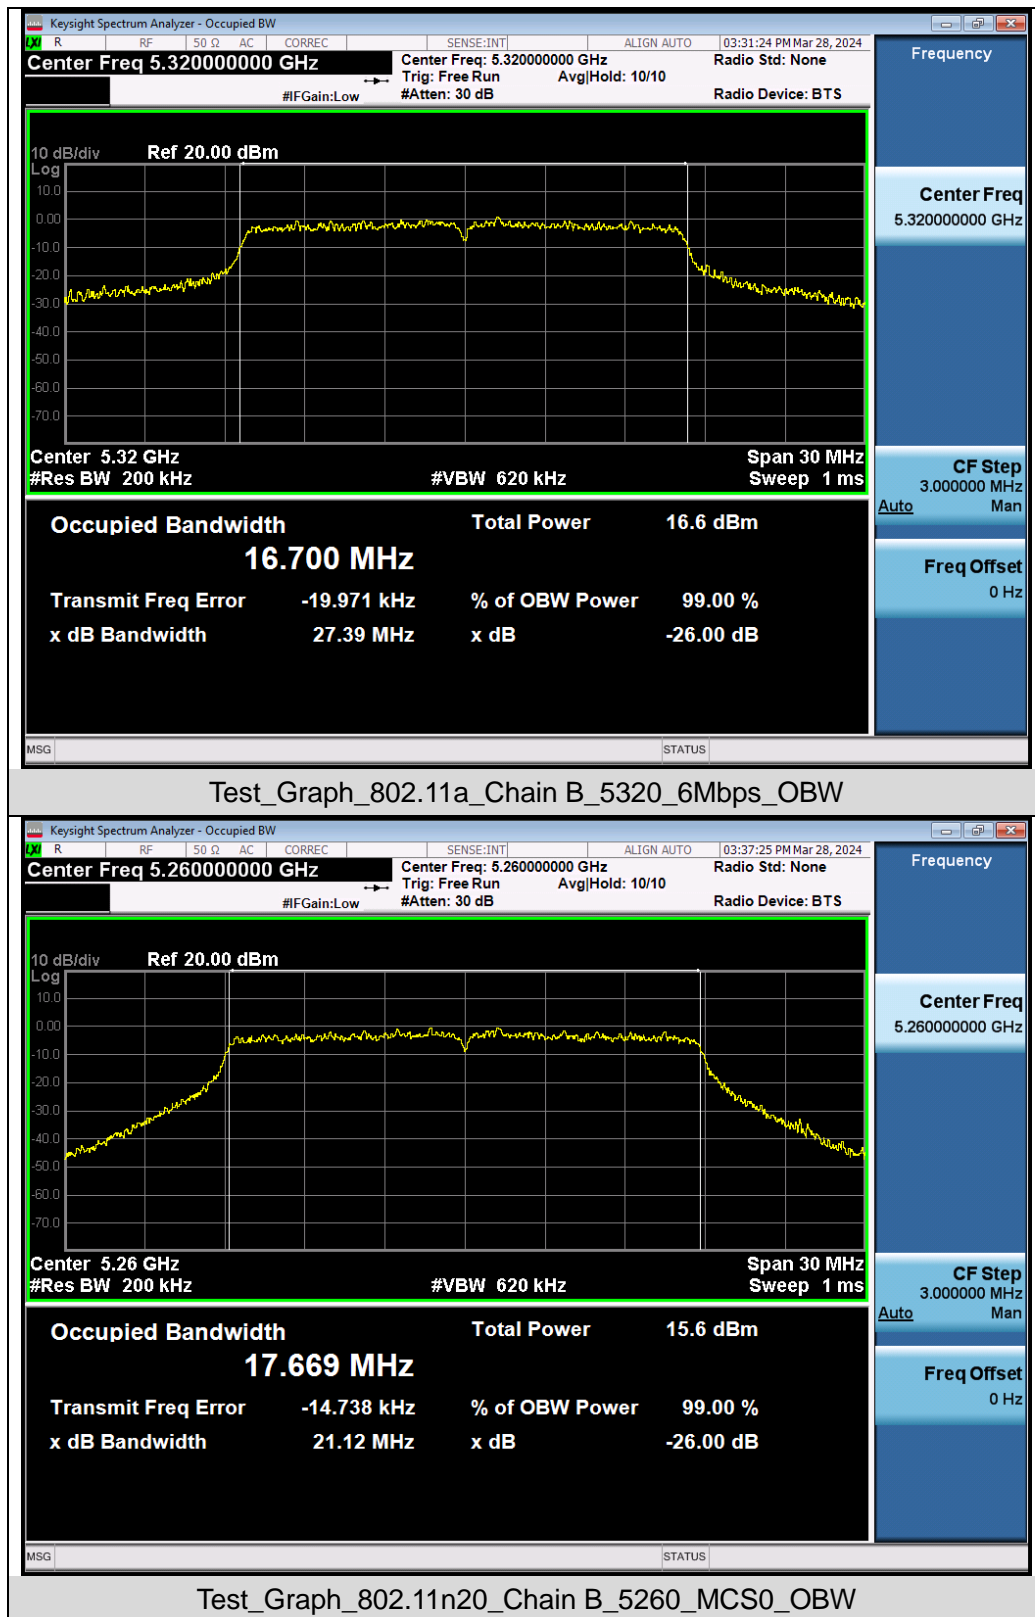 Keysight Spectrum Analyzer - Occupied BW
LXI R RF 50 Ω AC CORREC SENSE:INT ALIGN AUTO 03:31:24 PM Mar 28, 2024
Center Freq 5.320000000 GHz
Center Freq: 5.320000000 GHz
Radio Std: None
Trig: Free Run Avg|Hold: 10/10
#IFGain:Low #Atten: 30 dB Radio Device: BTS
Frequency
10 dB/div Ref 20.00 dBm
Log
10.0
0.00
-10.0
-20.0
-30.0
-40.0
-50.0
-60.0
-70.0
Center Freq
5.320000000 GHz
Center 5.32 GHz Span 30 MHz
#Res BW 200 kHz #VBW 620 kHz Sweep 1 ms
CF Step
3.000000 MHz
Auto Man
Occupied Bandwidth Total Power 16.6 dBm
16.700 MHz
Transmit Freq Error -19.971 kHz % of OBW Power 99.00 %
x dB Bandwidth 27.39 MHz x dB -26.00 dB
Freq Offset
0 Hz
MSG STATUS
Test_Graph_802.11a_Chain B_5320_6Mbps_OBW
Keysight Spectrum Analyzer - Occupied BW
LXI R RF 50 Ω AC CORREC SENSE:INT ALIGN AUTO 03:37:25 PM Mar 28, 2024
Center Freq 5.260000000 GHz
Center Freq: 5.260000000 GHz
Radio Std: None
Trig: Free Run Avg|Hold: 10/10
#IFGain:Low #Atten: 30 dB Radio Device: BTS
Frequency
10 dB/div Ref 20.00 dBm
Log
10.0
0.00
-10.0
-20.0
-30.0
-40.0
-50.0
-60.0
-70.0
Center Freq
5.260000000 GHz
Center 5.26 GHz Span 30 MHz
#Res BW 200 kHz #VBW 620 kHz Sweep 1 ms
CF Step
3.000000 MHz
Auto Man
Occupied Bandwidth Total Power 15.6 dBm
17.669 MHz
Transmit Freq Error -14.738 kHz % of OBW Power 99.00 %
x dB Bandwidth 21.12 MHz x dB -26.00 dB
Freq Offset
0 Hz
MSG STATUS
Test_Graph_802.11n20_Chain B_5260_MCS0_OBW